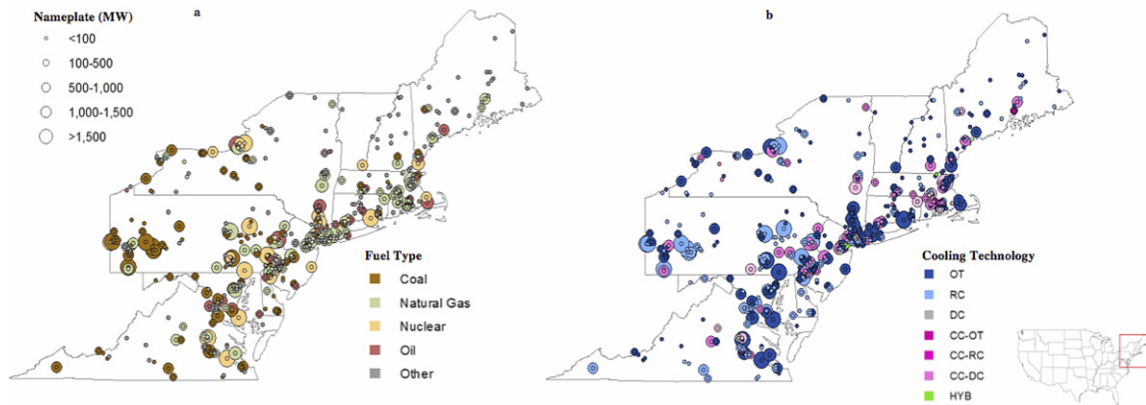 Nameplate (MW)
<100
100-500
500-1,000
1,000-1,500
>1,500
a
Fuel Type
Coal
Natural Gas
Nuclear
Oil
Other
b
Cooling Technology
OT
RC
DC
CC-OT
CC-RC
CC-DC
HYB